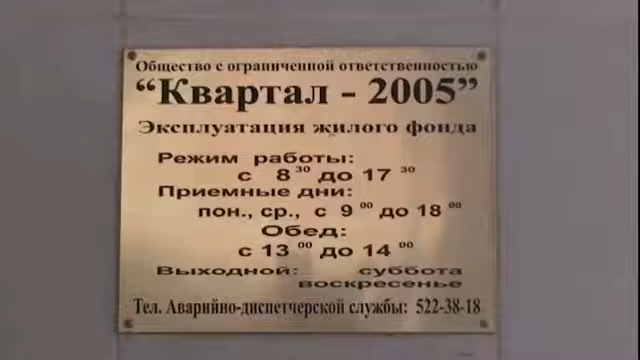 Общество с ограниченной ответственностью
“Квартал - 2005”
Эксплуатация жилого фонда
Режим работы:
с 8 30 до 17 30
Приемные дни:
пон., ср., с 9 00 до 18 00
Обед:
с 13 00 до 14 00
Выходной: суббота
воскресенье
Тел. Аварийно-диспетчерской службы: 522-38-18